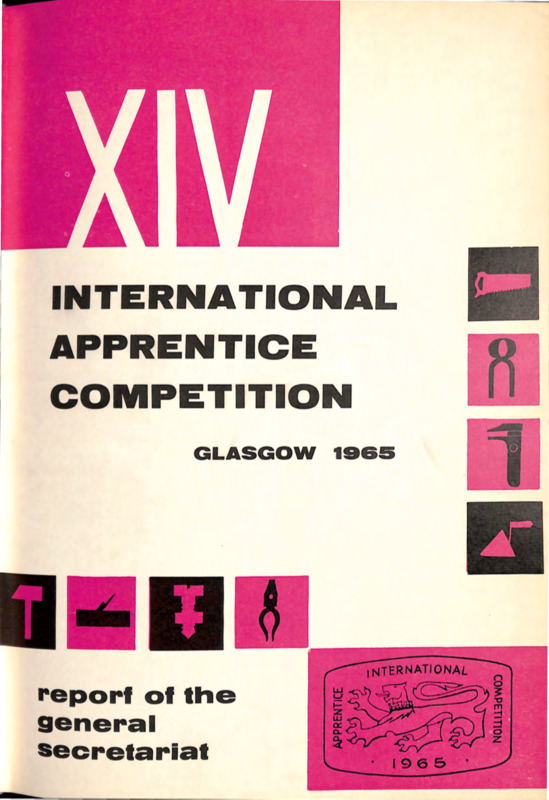 XIV
INTERNATIONAL
APPRENTICE
COMPETITION
GLASGOW 1965
report of the
general
secretariat
APPRENTICE
INTERNATIONAL
COMPETITION
· 1965 ·